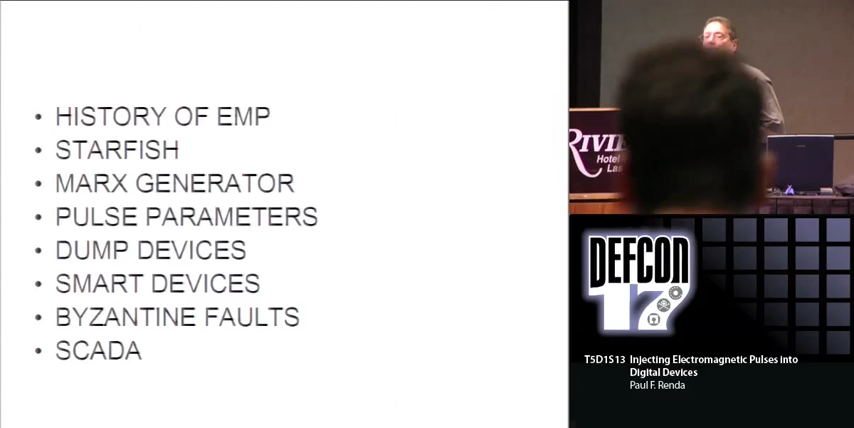 • HISTORY OF EMP
• STARFISH
• MARX GENERATOR
• PULSE PARAMETERS
• DUMP DEVICES
• SMART DEVICES
• BYZANTINE FAULTS
• SCADA
Hotel
DEFCON
17
T5D1S13 Injecting Electromagnetic Pulses into
Digital Devices
Paul F. Renda